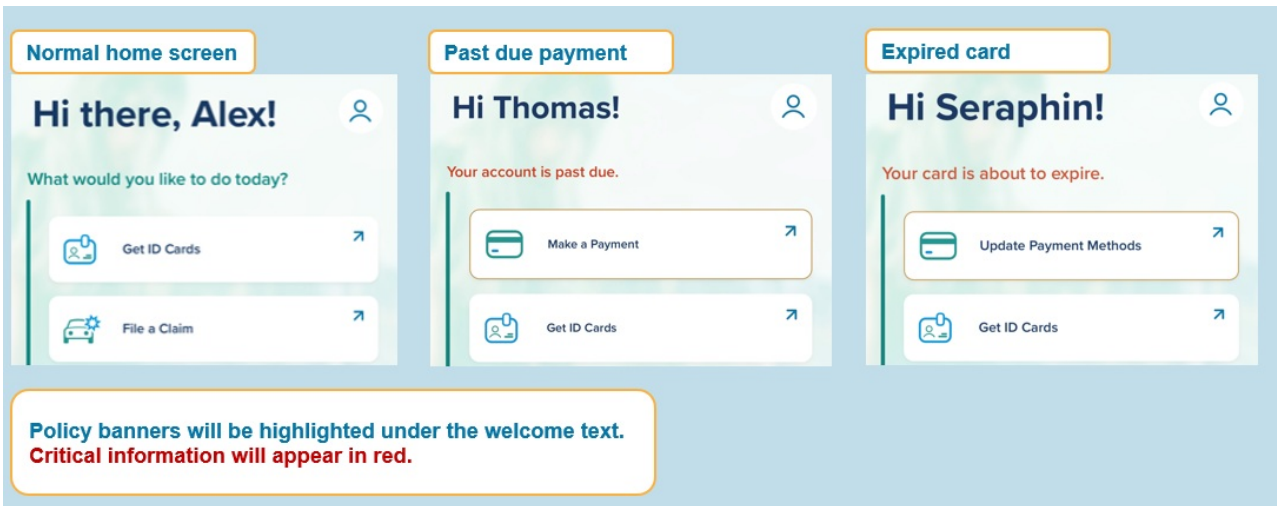 Normal home screen
Hi there, Alex!
What would you like to do today?
Get ID Cards
File a Claim
Past due payment
Hi Thomas!
Your account is past due.
Make a Payment
Get ID Cards
Expired card
Hi Seraphin!
Your card is about to expire.
Update Payment Methods
Get ID Cards
Policy banners will be highlighted under the welcome text.
Critical information will appear in red.